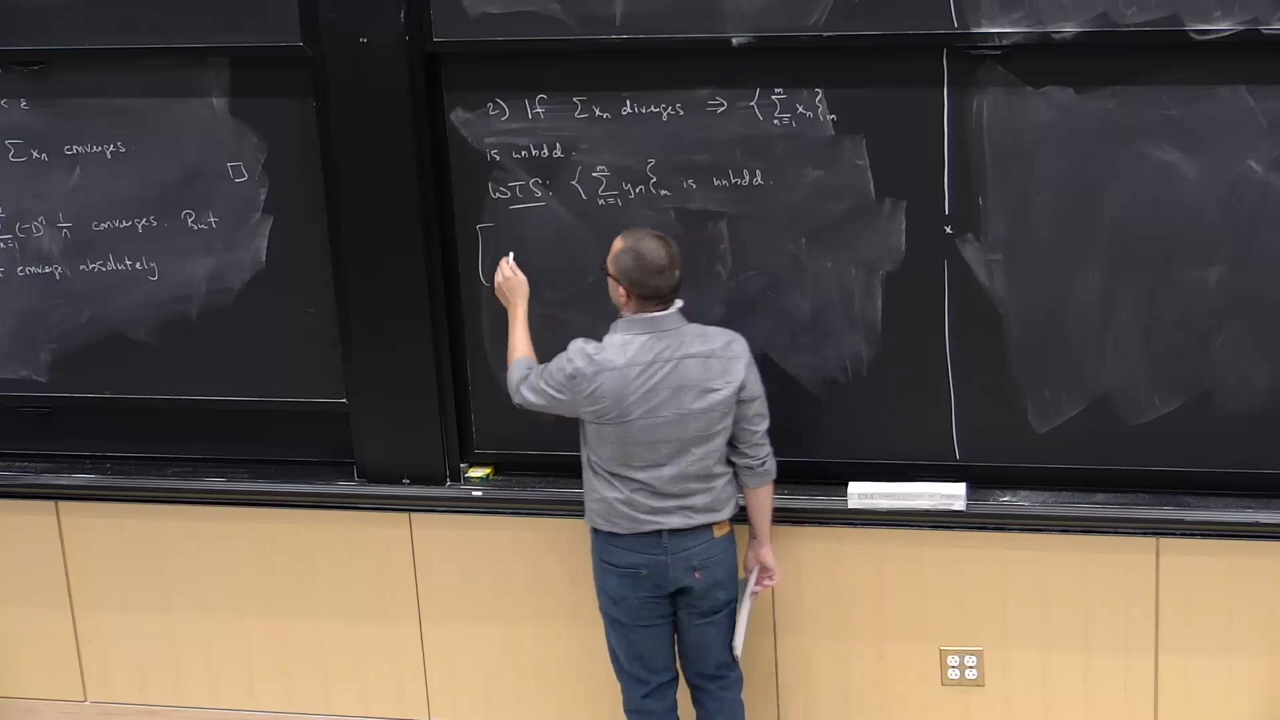 < ε
∑ xₙ converges.
□
∑ₙ₌₁ (-1)ⁿ 1/n converges. But
converge absolutely
2) If ∑ xₙ diverges ⇒ { ∑ₙ₌₁ᵐ xₙ }ₘ
is unbdd.
WTS: { ∑ₙ₌₁ᵐ yₙ }ₘ is unbdd.
[